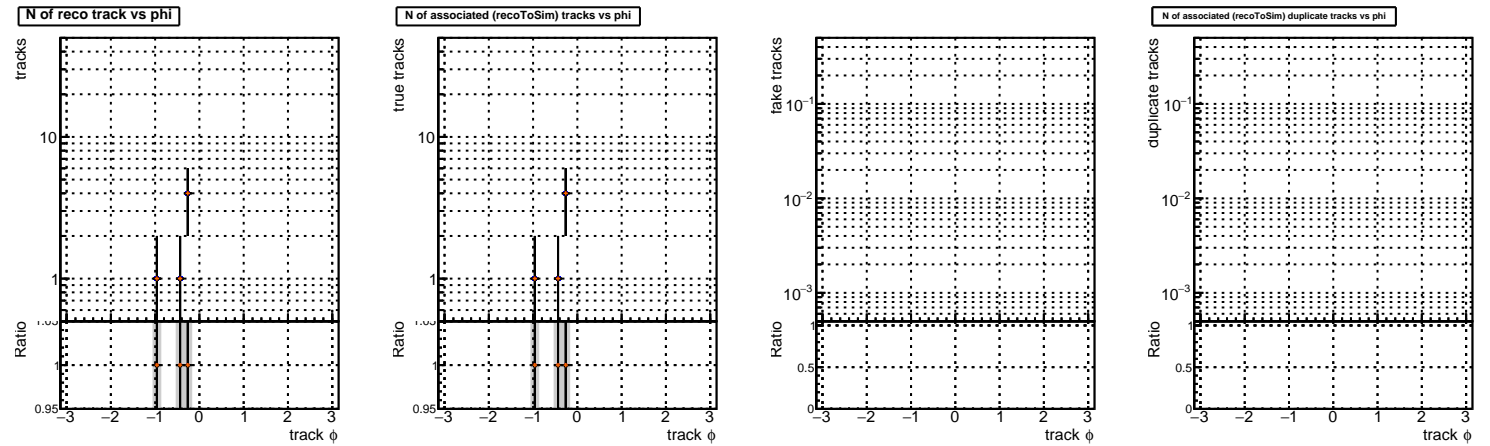 N of reco track vs phi
tracks
10
1
Ratio
1.05
1
0.95
−3 −2 −1 0 1 2 3
track ϕ
N of associated (recoToSim) tracks vs phi
true tracks
10
1
Ratio
1.05
1
0.95
−3 −2 −1 0 1 2 3
track ϕ
fake tracks
10−1
10−2
10−3
Ratio
1
0.5
0
−3 −2 −1 0 1 2 3
track ϕ
N of associated (recoToSim) duplicate tracks vs phi
duplicate tracks
10−1
10−2
10−3
Ratio
1
0.5
0
−3 −2 −1 0 1 2 3
track ϕ